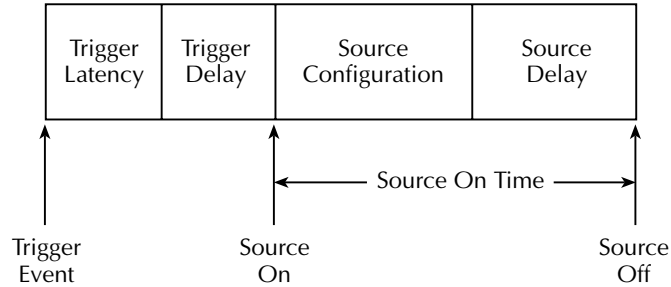 Trigger
Latency
Trigger
Delay
Source
Configuration
Source
Delay
Source On Time
Trigger
Event
Source
On
Source
Off